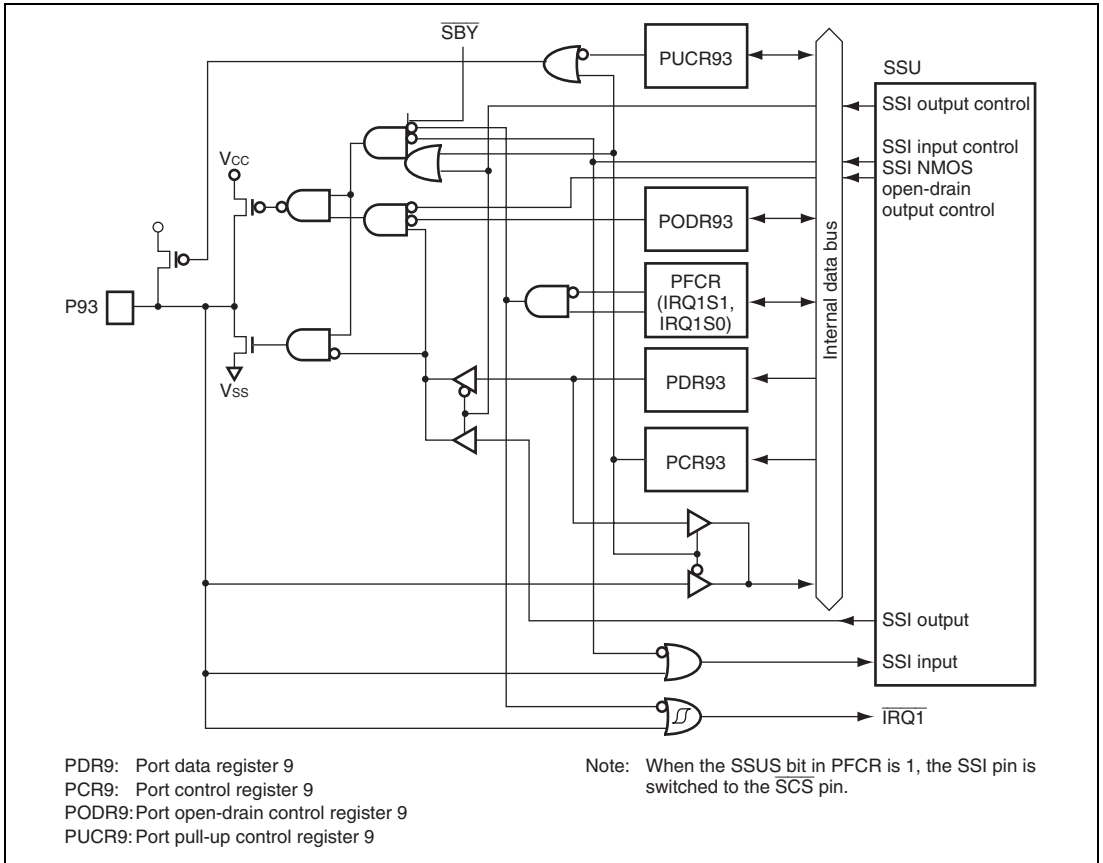 SBY
PUCR93
SSU
SSI output control
SSI input control
SSI NMOS
open-drain
output control
VCC
PODR93
PFCR
(IRQ1S1,
IRQ1S0)
Internal data bus
P93
PDR93
VSS
PCR93
SSI output
SSI input
IRQ1
PDR9: Port data register 9
PCR9: Port control register 9
PODR9: Port open-drain control register 9
PUCR9: Port pull-up control register 9
Note: When the SSUS bit in PFCR is 1, the SSI pin is
switched to the SCS pin.